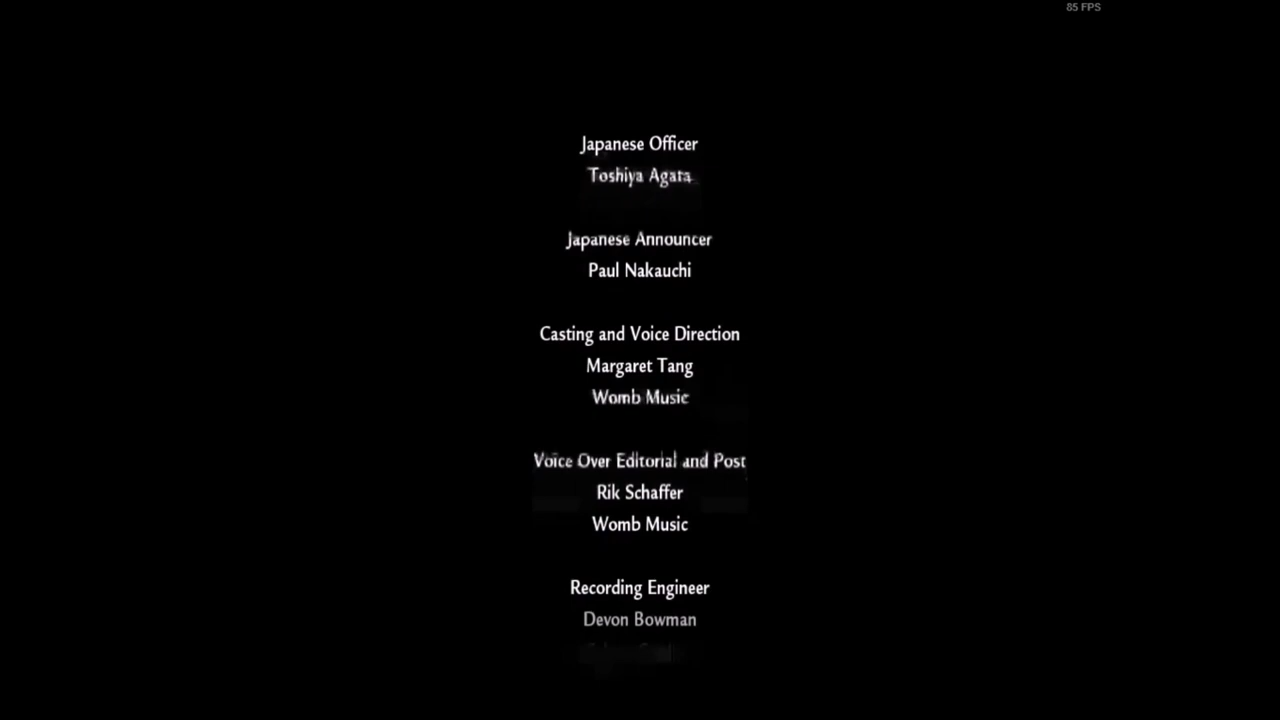 85 FPS
Japanese Officer
Toshiya Agata
Japanese Announcer
Paul Nakauchi
Casting and Voice Direction
Margaret Tang
Womb Music
Voice Over Editorial and Post
Rik Schaffer
Womb Music
Recording Engineer
Devon Bowman